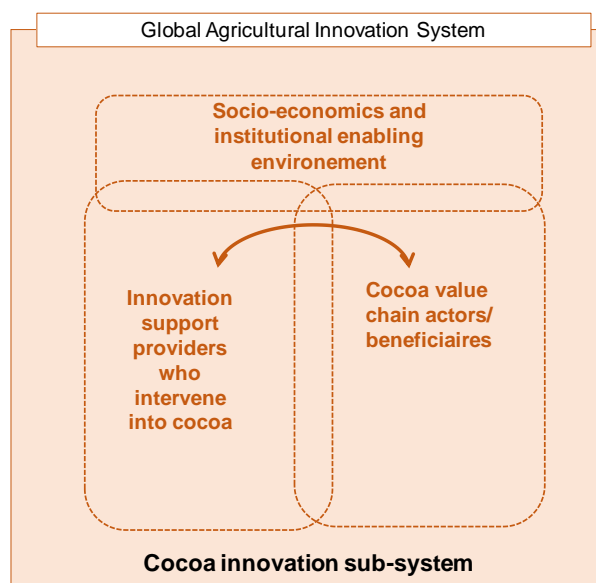 Global Agricultural Innovation System
Socio-economics and
institutional enabling
environement
Innovation
support
providers
who
intervene
into cocoa
Cocoa value
chain actors/
beneficiaires
Cocoa innovation sub-system